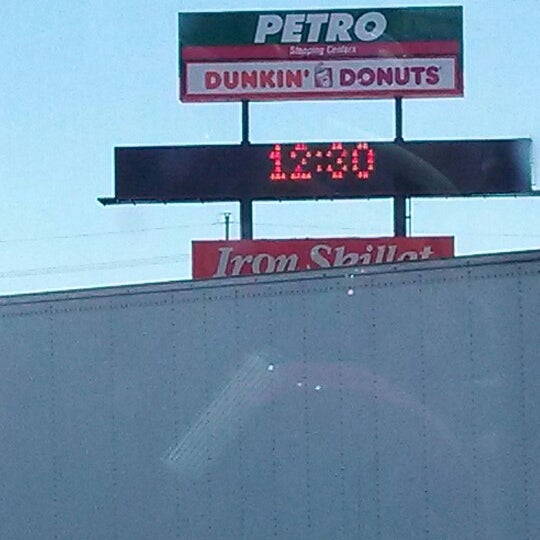 PETRO
Stopping Centers
DUNKIN' DONUTS
12:30
Iron Skillet